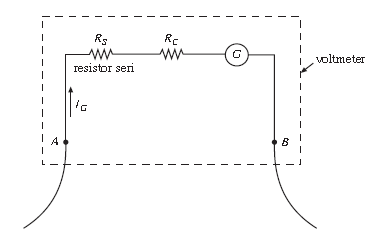 R_S
R_C
G
voltmeter
resistor seri
I_G
A
B